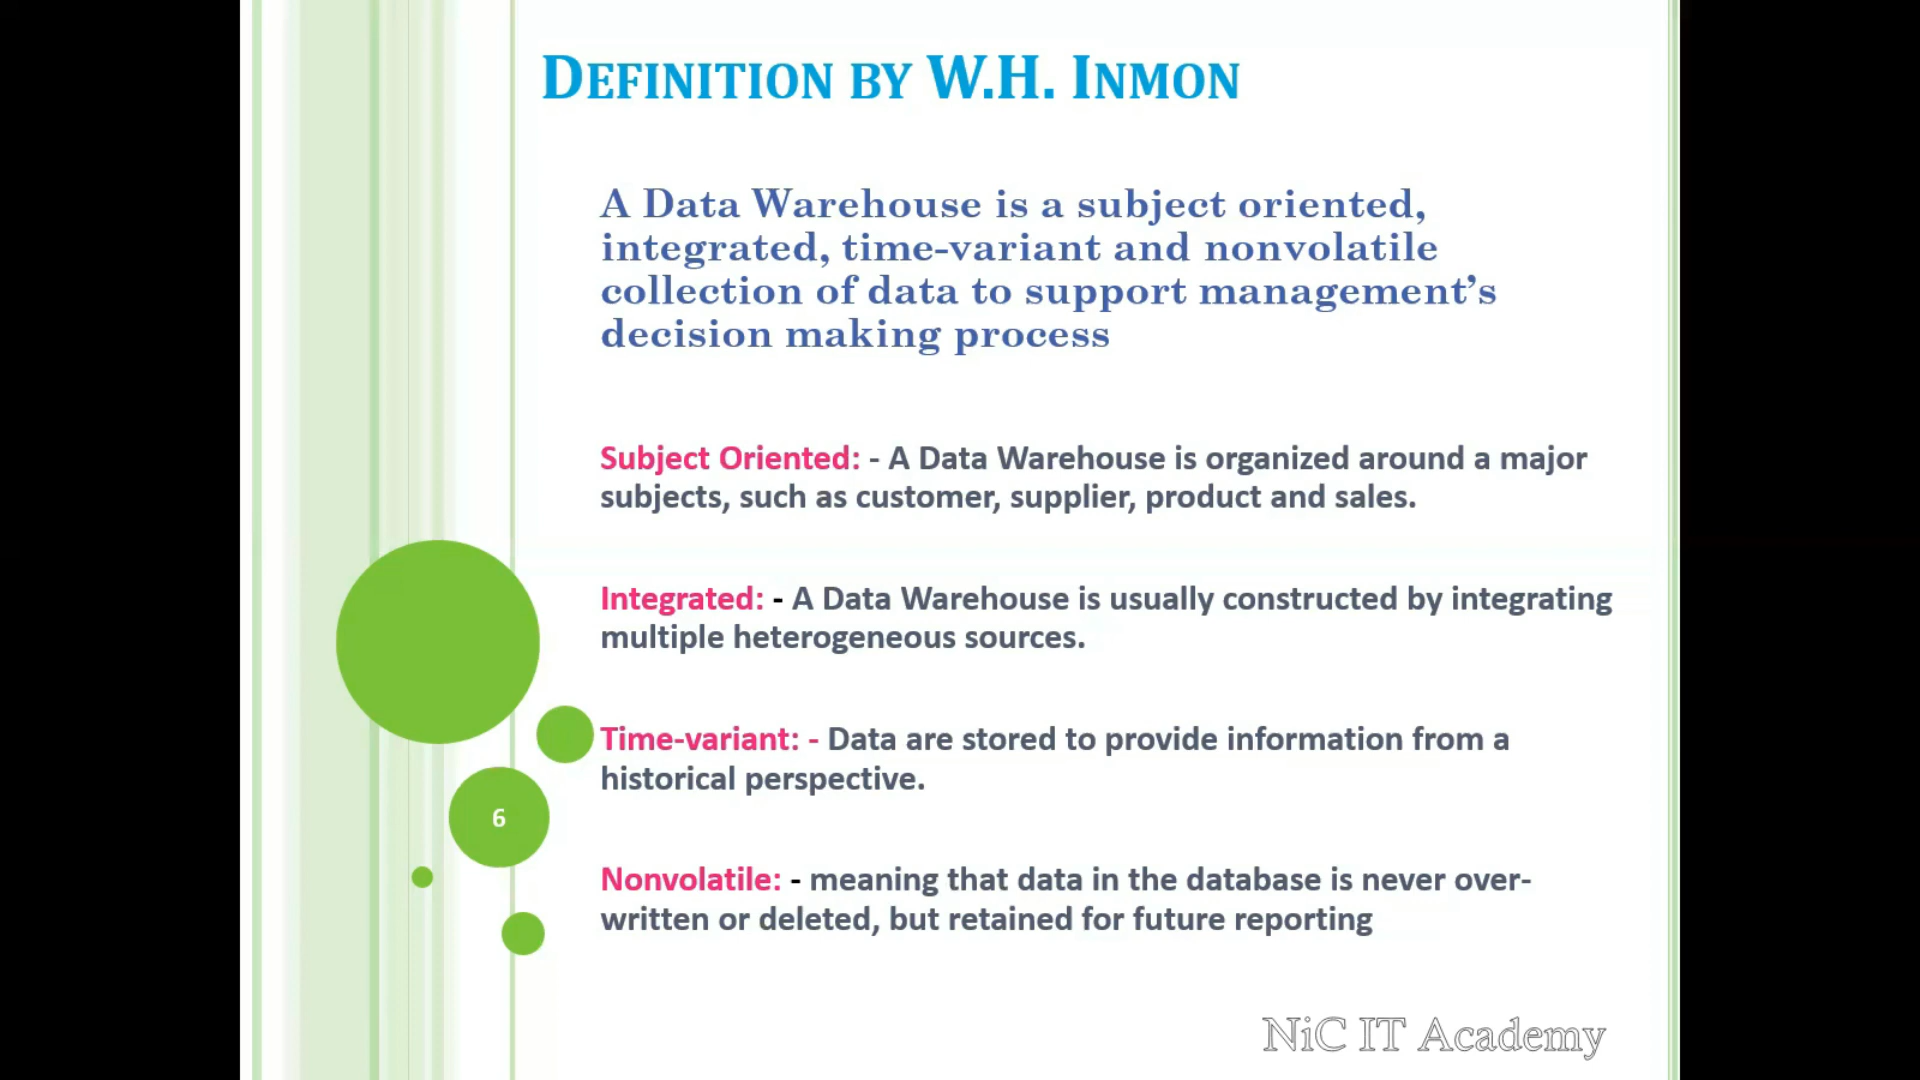 DEFINITION BY W.H. INMON
A Data Warehouse is a subject oriented,
integrated, time-variant and nonvolatile
collection of data to support management’s
decision making process
Subject Oriented: - A Data Warehouse is organized around a major
subjects, such as customer, supplier, product and sales.
Integrated: - A Data Warehouse is usually constructed by integrating
multiple heterogeneous sources.
Time-variant: - Data are stored to provide information from a
historical perspective.
6
Nonvolatile: - meaning that data in the database is never over-
written or deleted, but retained for future reporting
NiC IT Academy